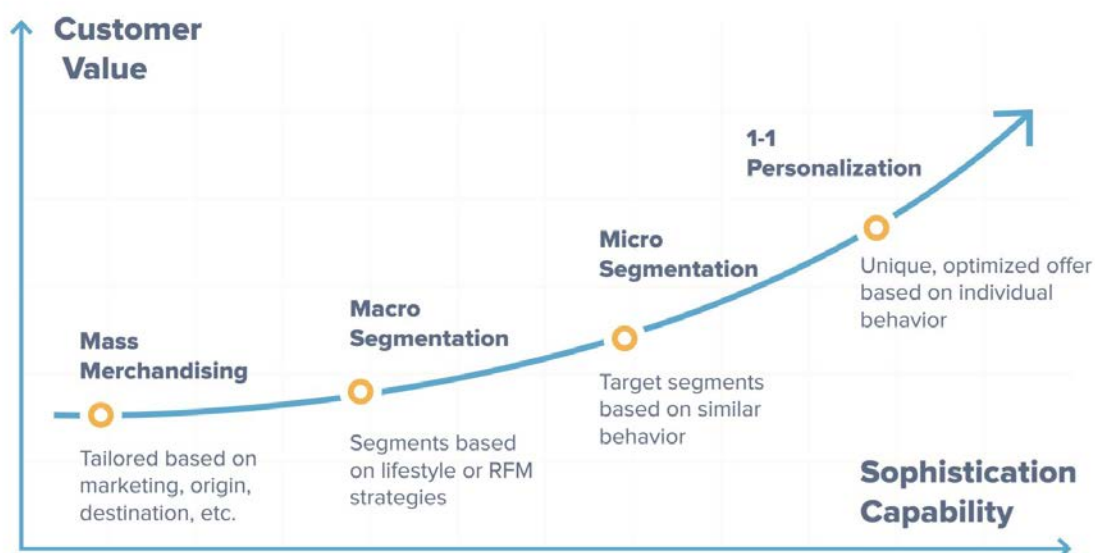 Customer
Value
1-1
Personalization
Unique, optimized offer
based on individual
behavior
Micro
Segmentation
Target segments
based on similar
behavior
Macro
Segmentation
Segments based
on lifestyle or RFM
strategies
Mass
Merchandising
Tailored based on
marketing, origin,
destination, etc.
Sophistication
Capability